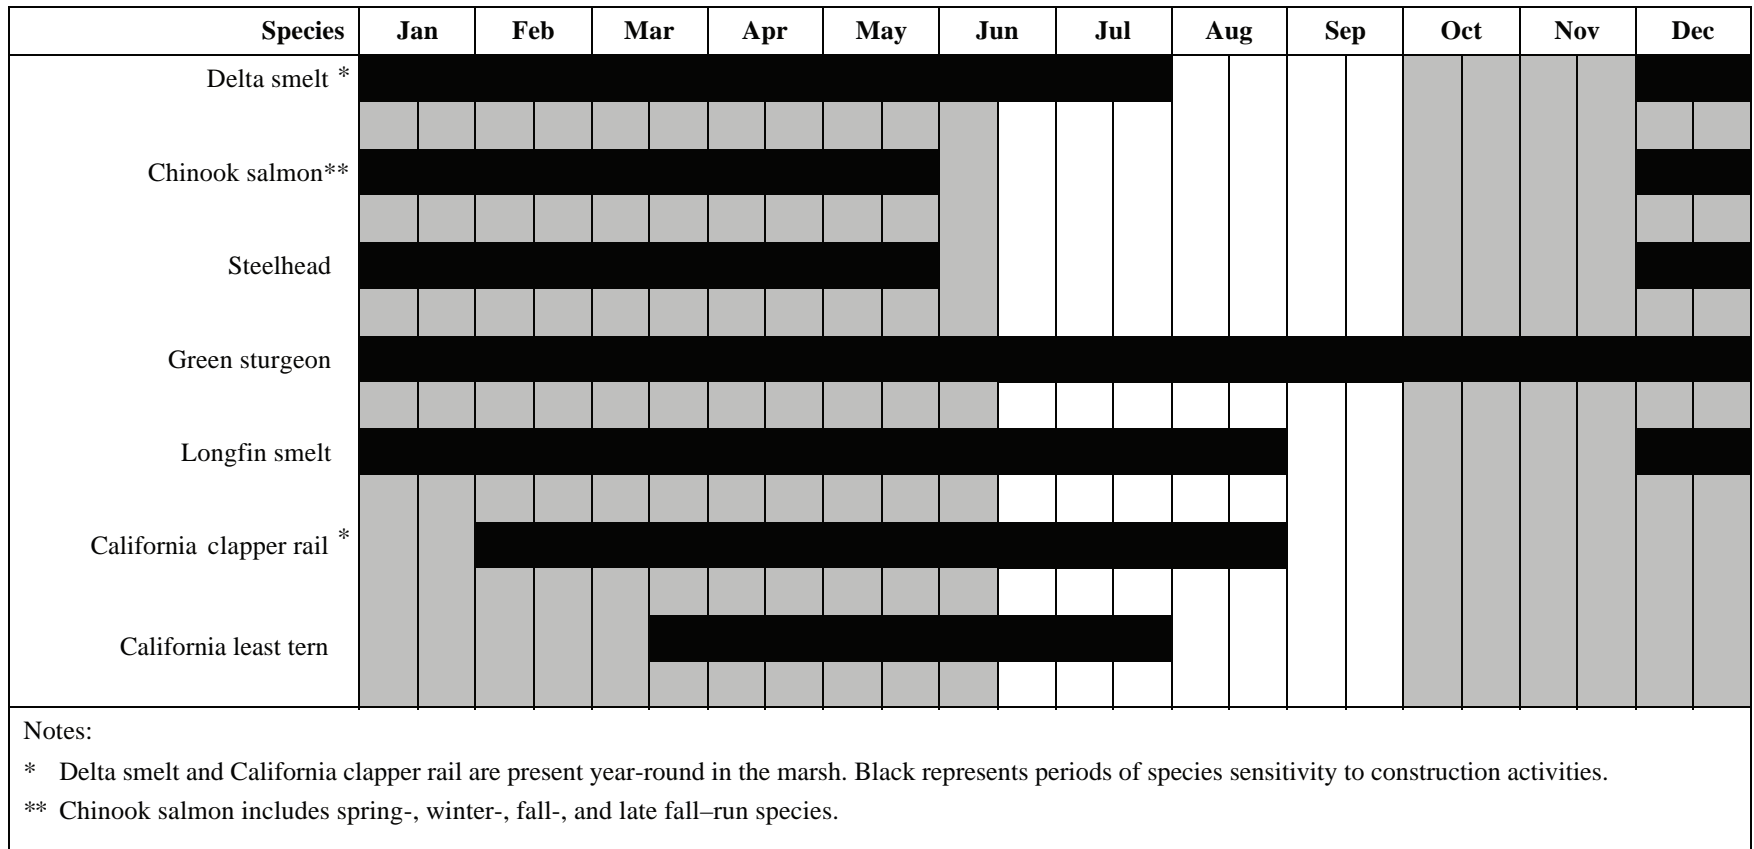 Species Jan Feb Mar Apr May Jun Jul Aug Sep Oct Nov Dec
Delta smelt *
Chinook salmon**
Steelhead
Green sturgeon
Longfin smelt
California clapper rail *
California least tern
Notes:
* Delta smelt and California clapper rail are present year-round in the marsh. Black represents periods of species sensitivity to construction activities.
** Chinook salmon includes spring-, winter-, fall-, and late fall–run species.